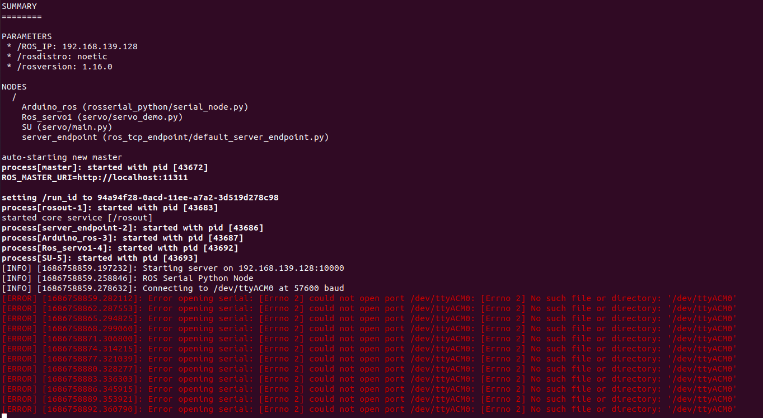 SUMMARY
========
PARAMETERS
* /ROS_IP: 192.168.139.128
* /rosdistro: noetic
* /rosversion: 1.16.0
NODES
/
Arduino_ros (rosserial_python/serial_node.py)
Ros_servo1 (servo/servo_demo.py)
SU (servo/main.py)
server_endpoint (ros_tcp_endpoint/default_server_endpoint.py)
auto-starting new master
process[master]: started with pid [43672]
ROS_MASTER_URI=http://localhost:11311
setting /run_id to 94a94f28-0acd-11ee-a7a2-3d519d278c98
process[rosout-1]: started with pid [43683]
started core service [/rosout]
process[server_endpoint-2]: started with pid [43686]
process[Arduino_ros-3]: started with pid [43687]
process[Ros_servo1-4]: started with pid [43692]
process[SU-5]: started with pid [43693]
[INFO] [1686758859.197232]: Starting server on 192.168.139.128:10000
[INFO] [1686758859.258846]: ROS Serial Python Node
[INFO] [1686758859.278632]: Connecting to /dev/ttyACM0 at 57600 baud
[ERROR] [1686758859.282112]: Error opening serial: [Errno 2] could not open port /dev/ttyACM0: [Errno 2] No such file or directory: '/dev/ttyACM0'
[ERROR] [1686758862.287553]: Error opening serial: [Errno 2] could not open port /dev/ttyACM0: [Errno 2] No such file or directory: '/dev/ttyACM0'
[ERROR] Error opening serial: [Errno 2] could not open port /dev/ttyACM0: [Errno 2] No such file or directory: '/dev/ttyACM0'
[ERROR] Error opening serial: [Errno 2] could not open port /dev/ttyACM0: [Errno 2] No such file or directory: '/dev/ttyACM0'
[ERROR] Error opening serial: [Errno 2] could not open port /dev/ttyACM0: [Errno 2] No such file or directory: '/dev/ttyACM0'
[ERROR] Error opening serial: [Errno 2] could not open port /dev/ttyACM0: [Errno 2] No such file or directory: '/dev/ttyACM0'
[ERROR] [1686758877.321039]: Error opening serial: [Errno 2] could not open port /dev/ttyACM0: [Errno 2] No such file or directory: '/dev/ttyACM0'
[ERROR] [1686758880.328277]: Error opening serial: [Errno 2] could not open port /dev/ttyACM0: [Errno 2] No such file or directory: '/dev/ttyACM0'
[ERROR] Error opening serial: [Errno 2] could not open port /dev/ttyACM0: [Errno 2] No such file or directory: '/dev/ttyACM0'
[ERROR] [1686758886.345913]: Error opening serial: [Errno 2] could not open port /dev/ttyACM0: [Errno 2] No such file or directory: '/dev/ttyACM0'
[ERROR] [1686758889.353921]: Error opening serial: [Errno 2] could not open port /dev/ttyACM0: [Errno 2] No such file or directory: '/dev/ttyACM0'
[ERROR] [1686758892.360790]: Error opening serial: [Errno 2] could not open port /dev/ttyACM0: [Errno 2] No such file or directory: '/dev/ttyACM0'